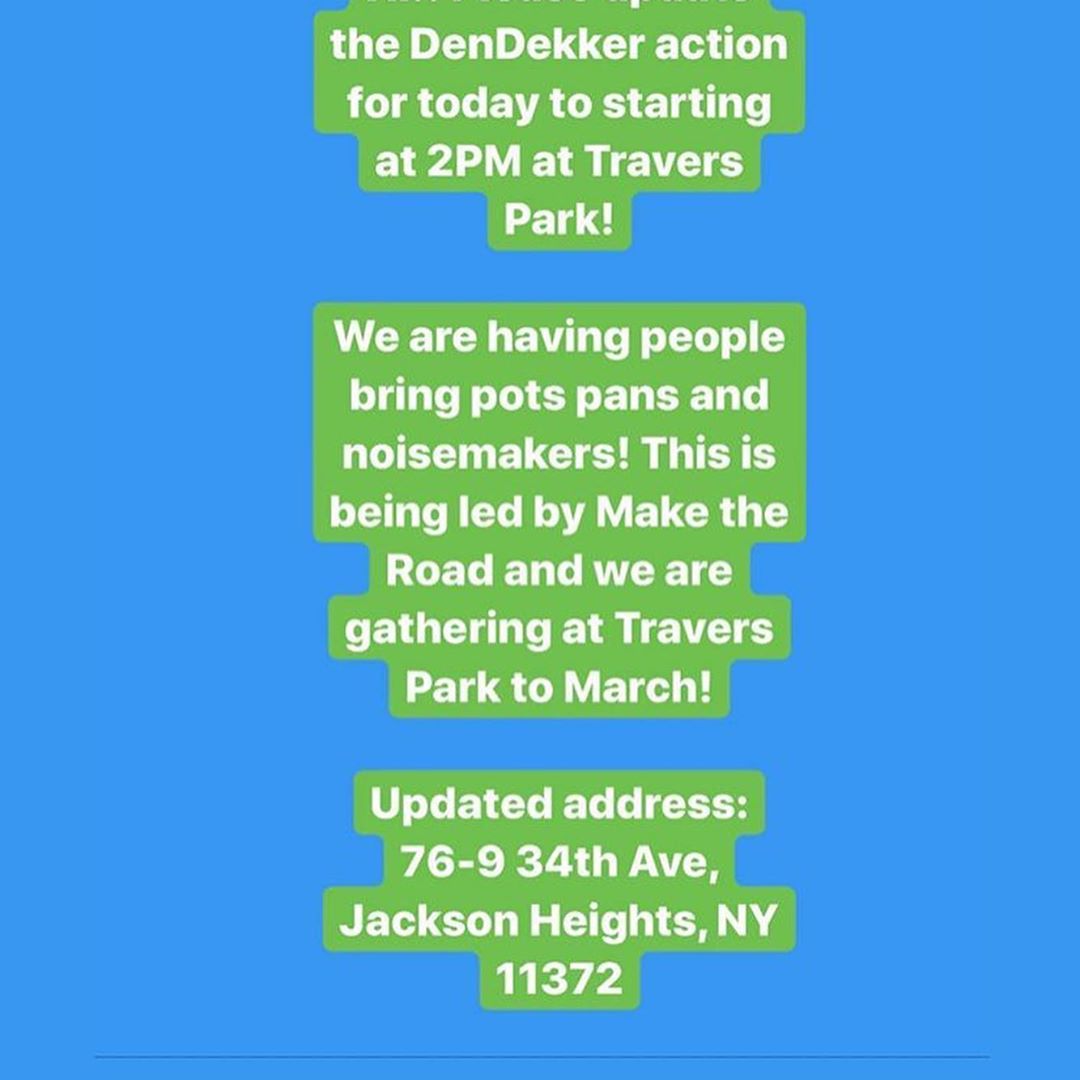 the DenDekker action
for today to starting
at 2PM at Travers
Park!
We are having people
bring pots pans and
noisemakers! This is
being led by Make the
Road and we are
gathering at Travers
Park to March!
Updated address:
76-9 34th Ave,
Jackson Heights, NY
11372